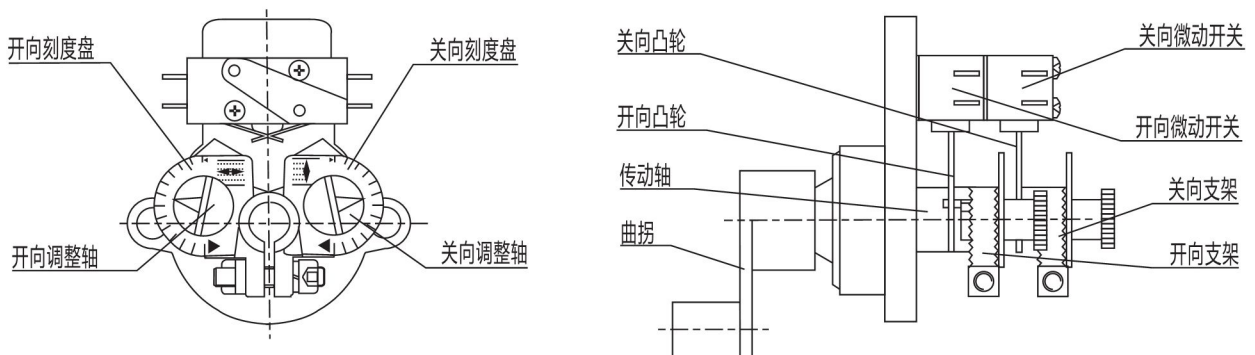 开向刻度盘
关向刻度盘
开向调整轴
关向调整轴
关向凸轮
关向微动开关
开向凸轮
开向微动开关
传动轴
关向支架
曲拐
开向支架